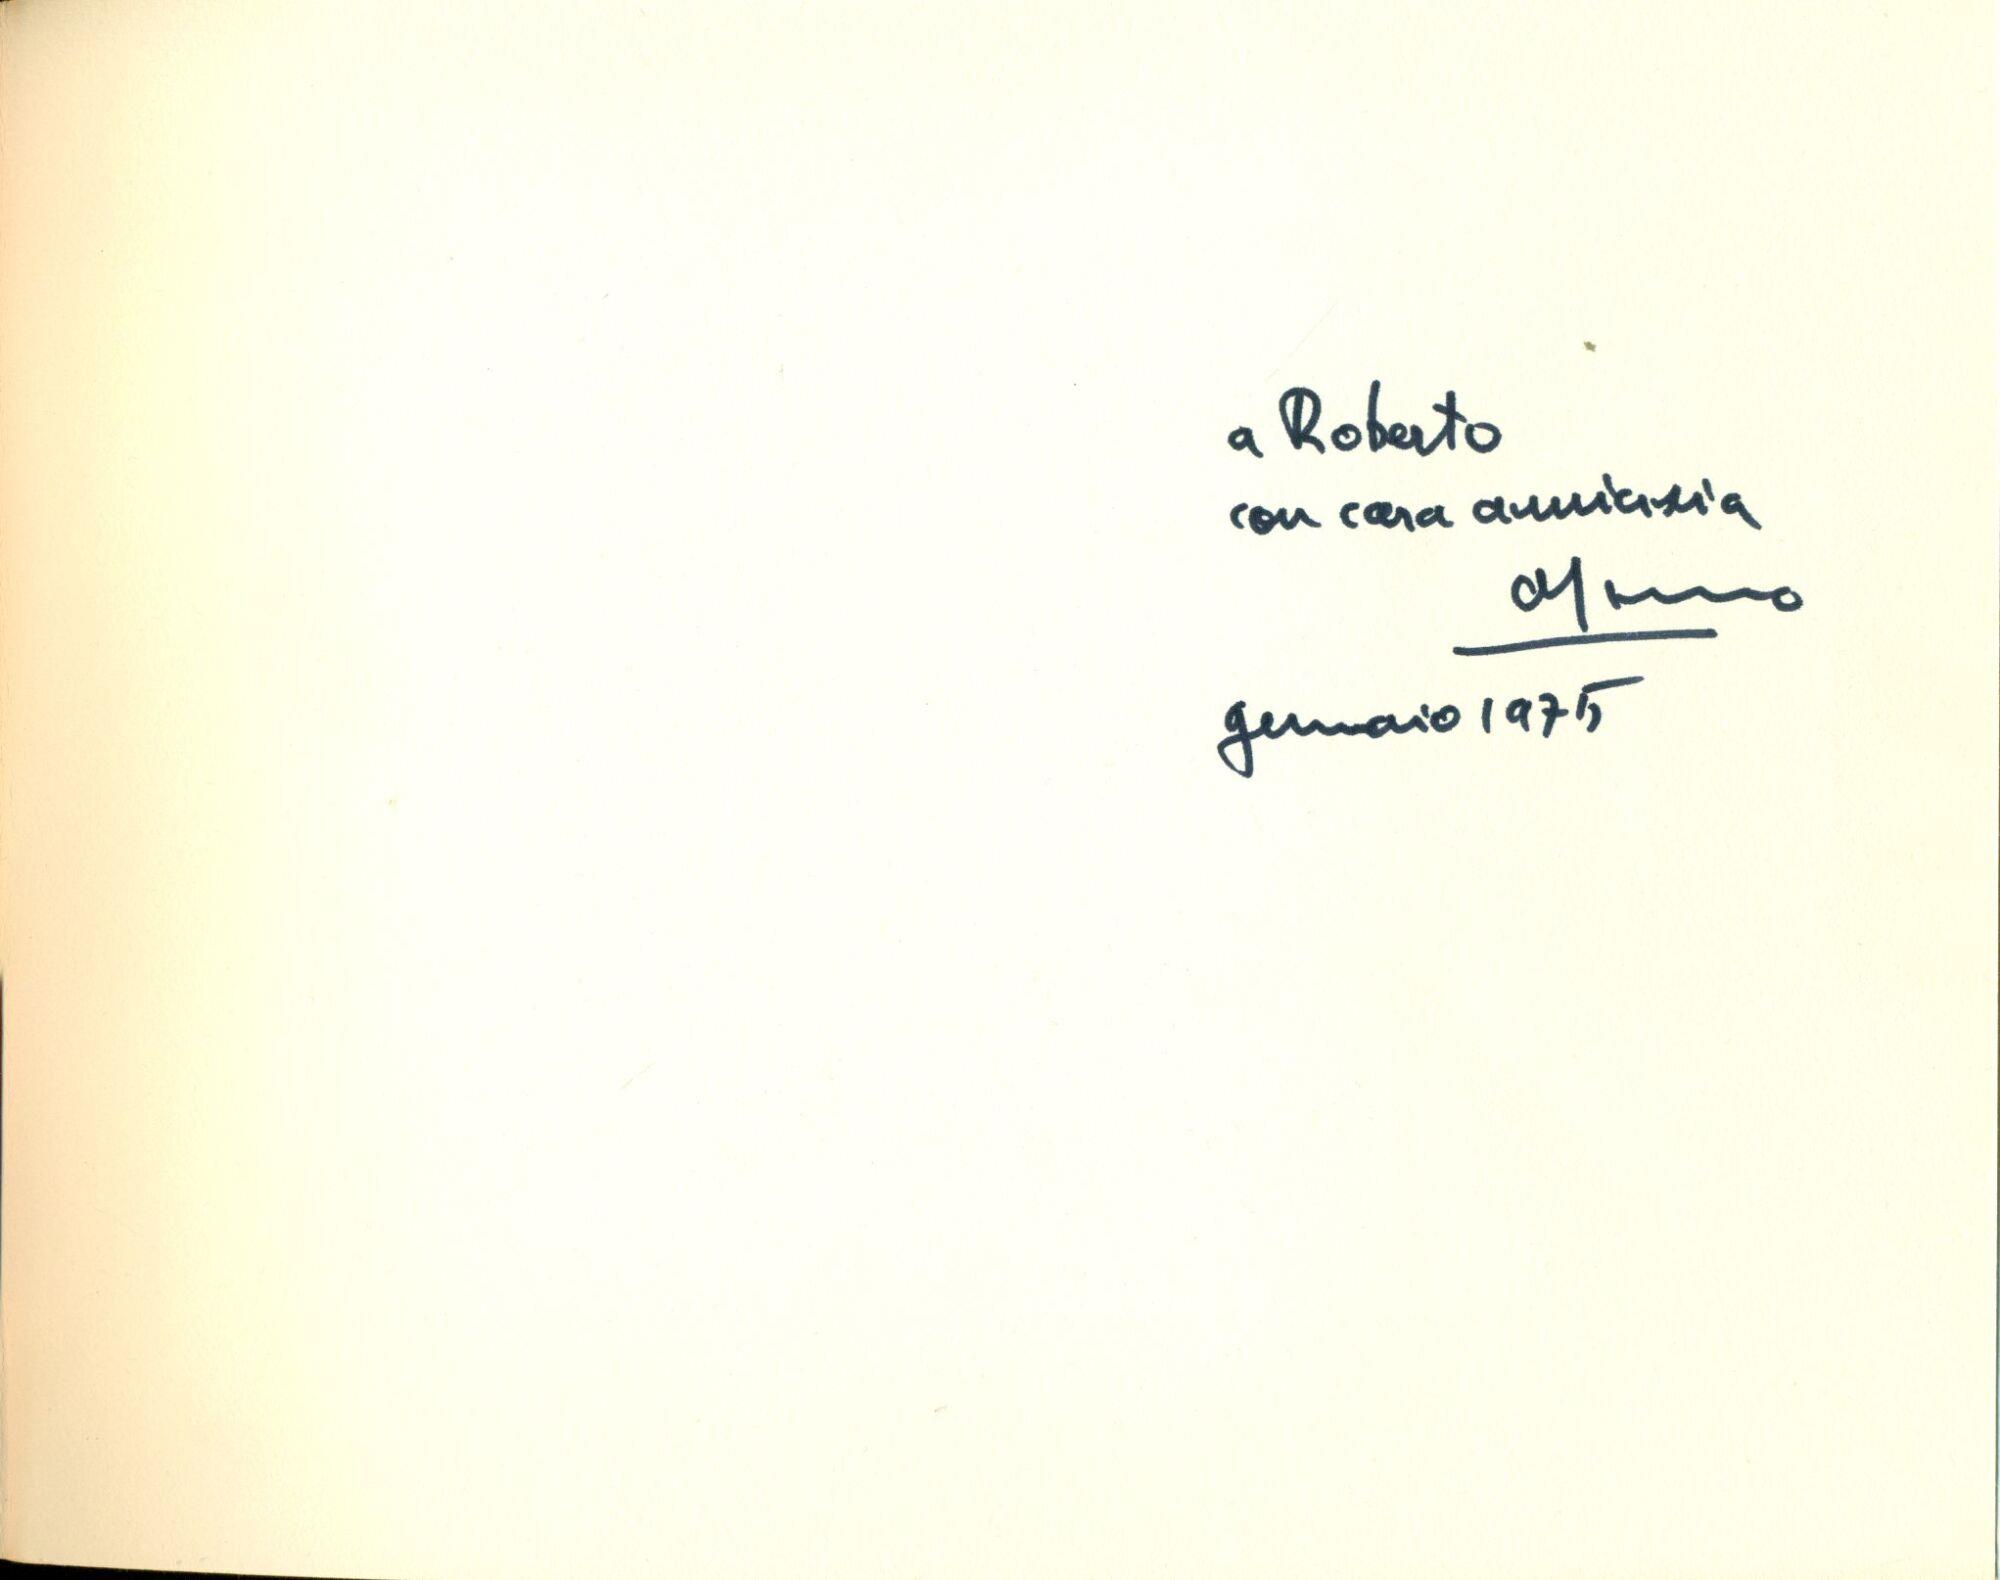 a Roberto
con cara amicizia
gennaio 1975